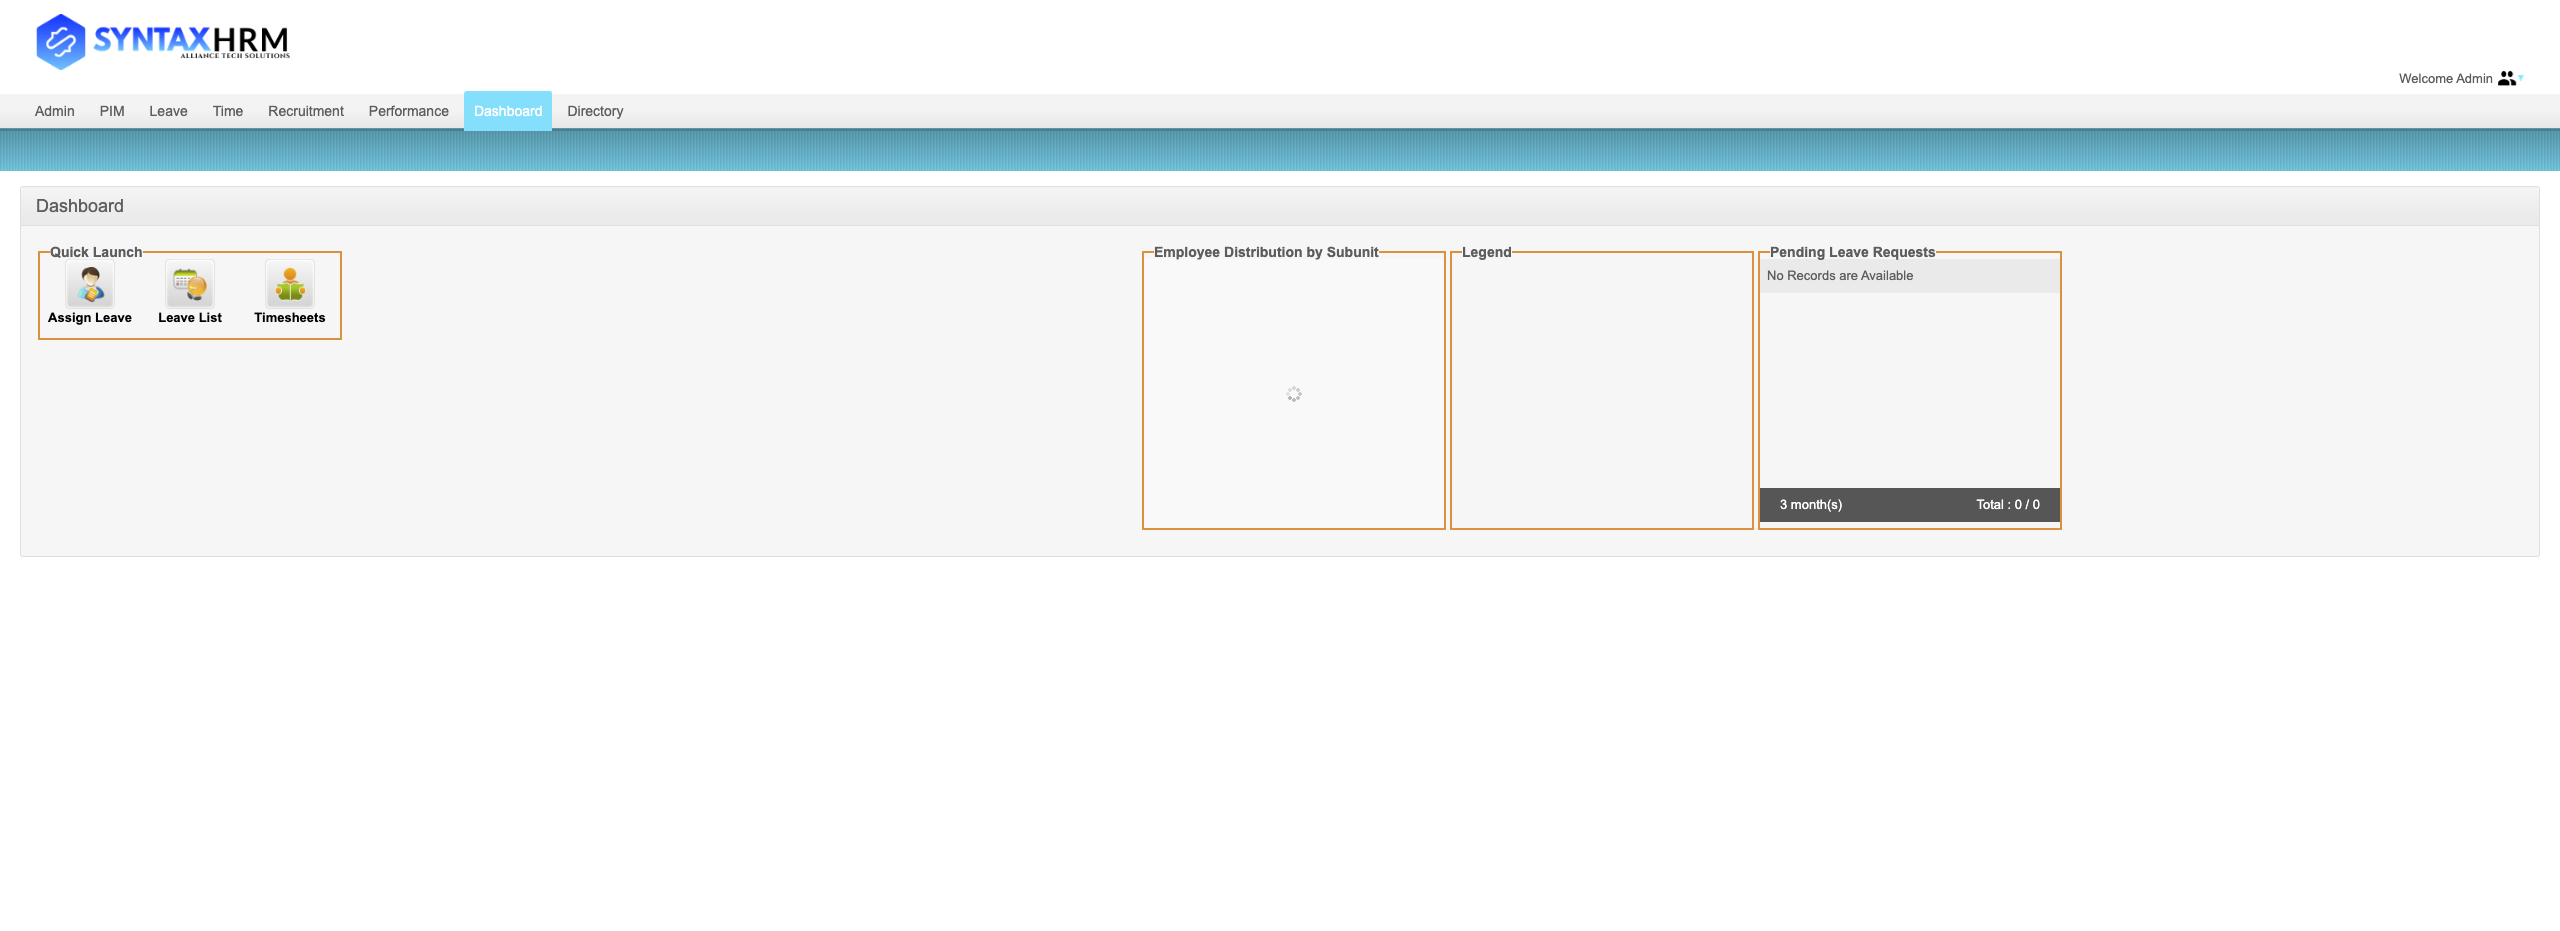 SYNTAXHRM
ALLIANCE TECH SOLUTIONS
Welcome Admin
Admin PIM Leave Time Recruitment Performance Dashboard Directory
Dashboard
Quick Launch
Assign Leave Leave List Timesheets
Employee Distribution by Subunit
Legend
Pending Leave Requests
No Records are Available
3 month(s) Total : 0 / 0